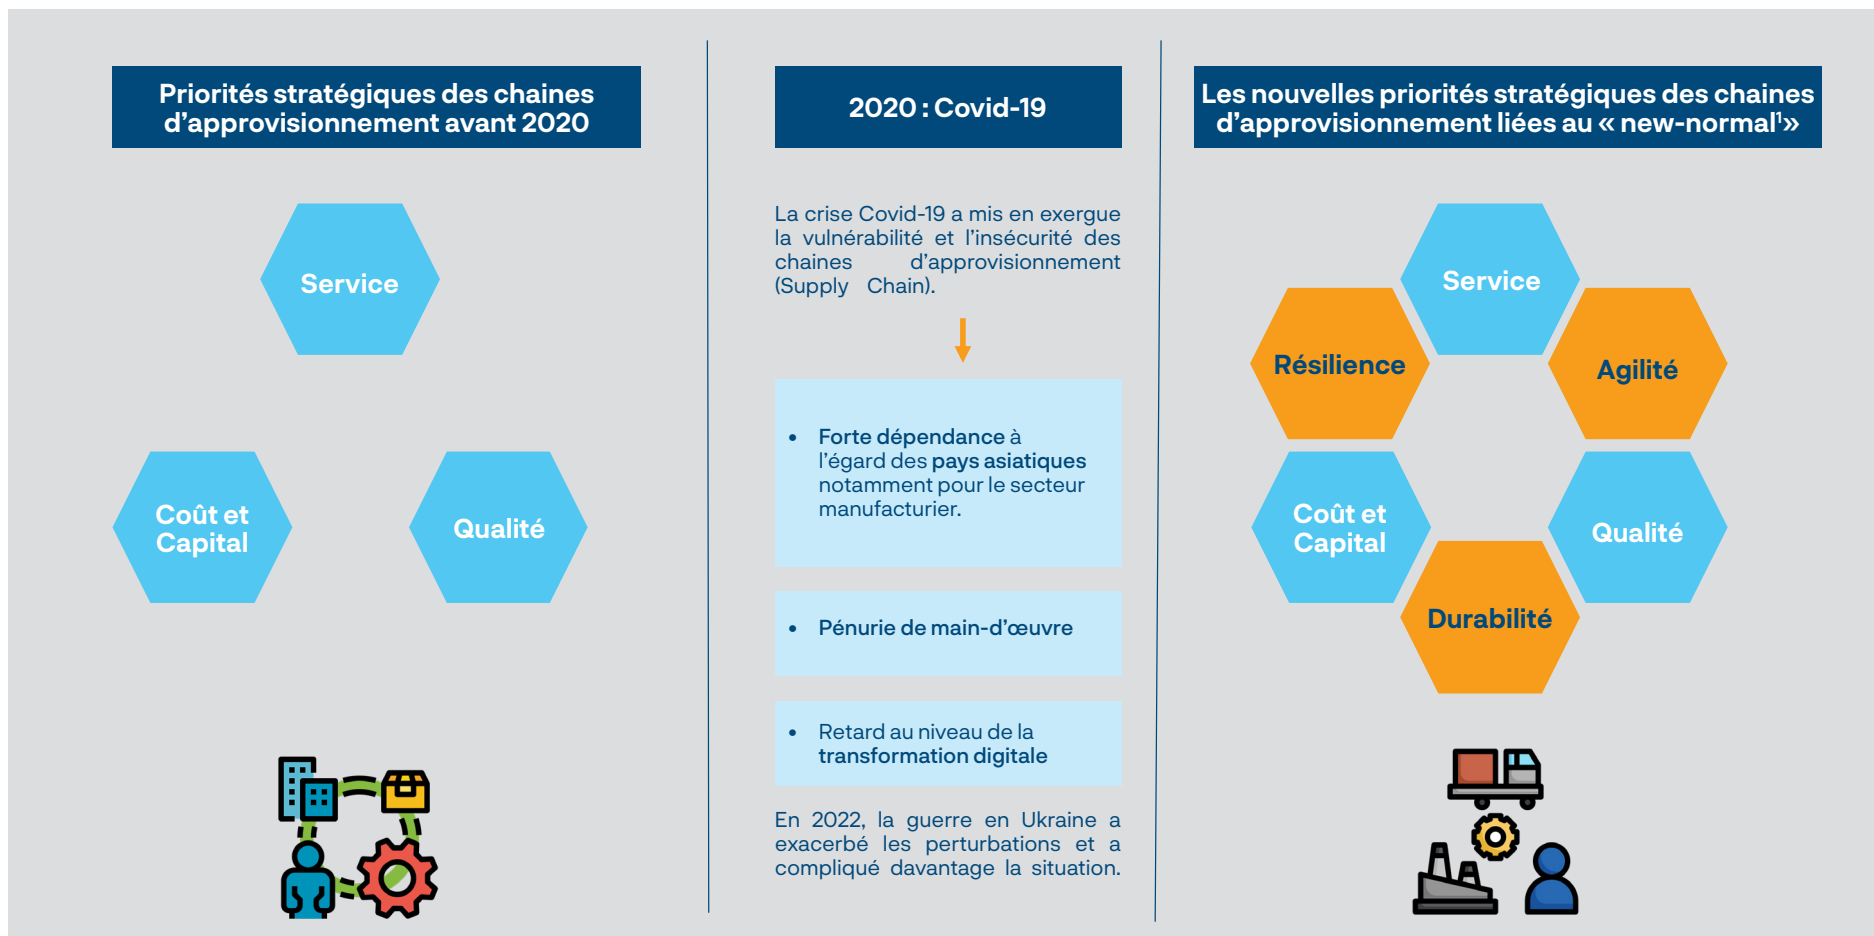 Priorités stratégiques des chaines
d'approvisionnement avant 2020
Service
Coût et
Capital
Qualité
2020 : Covid-19
La crise Covid-19 a mis en exergue
la vulnérabilité et l'insécurité des
chaines d'approvisionnement
(Supply Chain).
• Forte dépendance à
l'égard des pays asiatiques
notamment pour le secteur
manufacturier.
• Pénurie de main-d'œuvre
• Retard au niveau de la
transformation digitale
En 2022, la guerre en Ukraine a
exacerbé les perturbations et a
compliqué davantage la situation.
Les nouvelles priorités stratégiques des chaines
d'approvisionnement liées au « new-normal¹»
Service
Résilience
Agilité
Coût et
Capital
Qualité
Durabilité